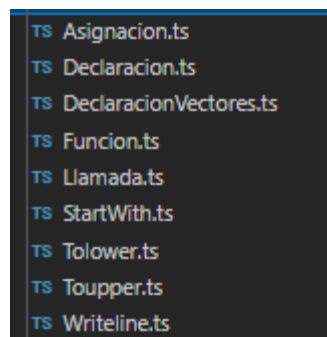 TS Asignacion.ts
TS Declaracion.ts
TS DeclaracionVectores.ts
TS Funcion.ts
TS Llamada.ts
TS StartWith.ts
TS Tolower.ts
TS Toupper.ts
TS Writeline.ts